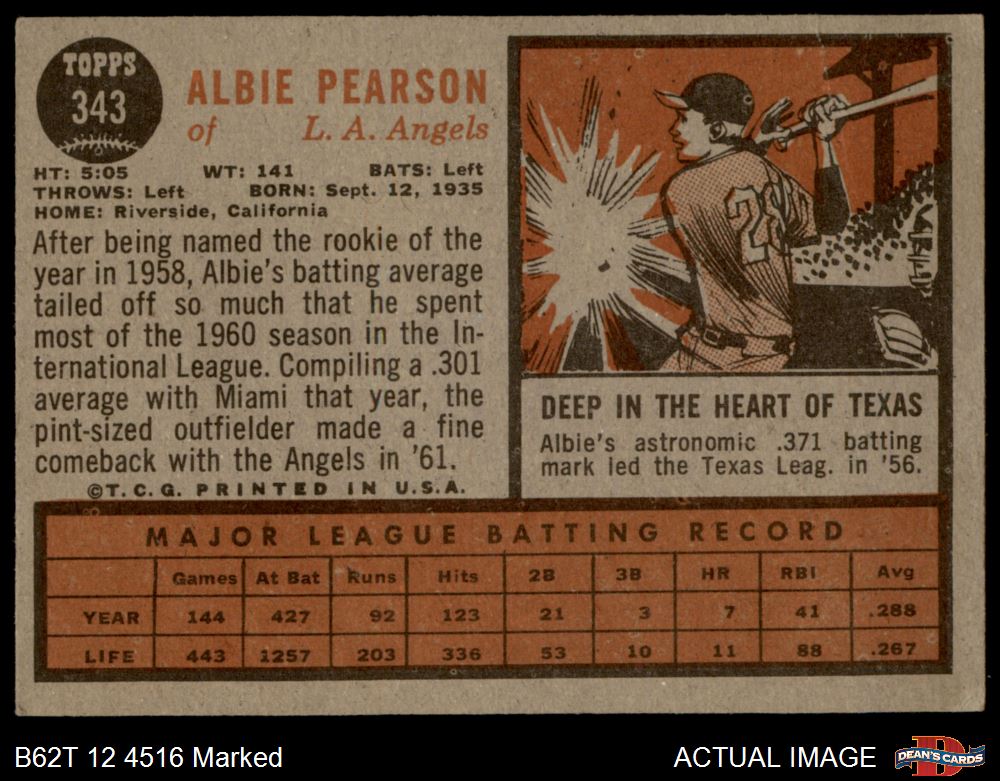 TOPPS
343
ALBIE PEARSON
of L. A. Angels
HT: 5:05 WT: 141 BATS: Left
THROWS: Left BORN: Sept. 12, 1935
HOME: Riverside, California
After being named the rookie of the
year in 1958, Albie's batting average
tailed off so much that he spent
most of the 1960 season in the In-
ternational League. Compiling a .301
average with Miami that year, the
pint-sized outfielder made a fine
comeback with the Angels in '61.
©T.C.G. PRINTED IN U.S.A.
28
DEEP IN THE HEART OF TEXAS
Albie's astronomic .371 batting
mark led the Texas Leag. in '56.
MAJOR LEAGUE BATTING RECORD
Games At Bat Runs Hits 2B 3B HR RBI Avg
YEAR 144 427 92 123 21 3 7 41 .288
LIFE 443 1257 203 336 53 10 11 88 .267
B62T 12 4516 Marked
ACTUAL IMAGE
D
DEAN'S CARDS